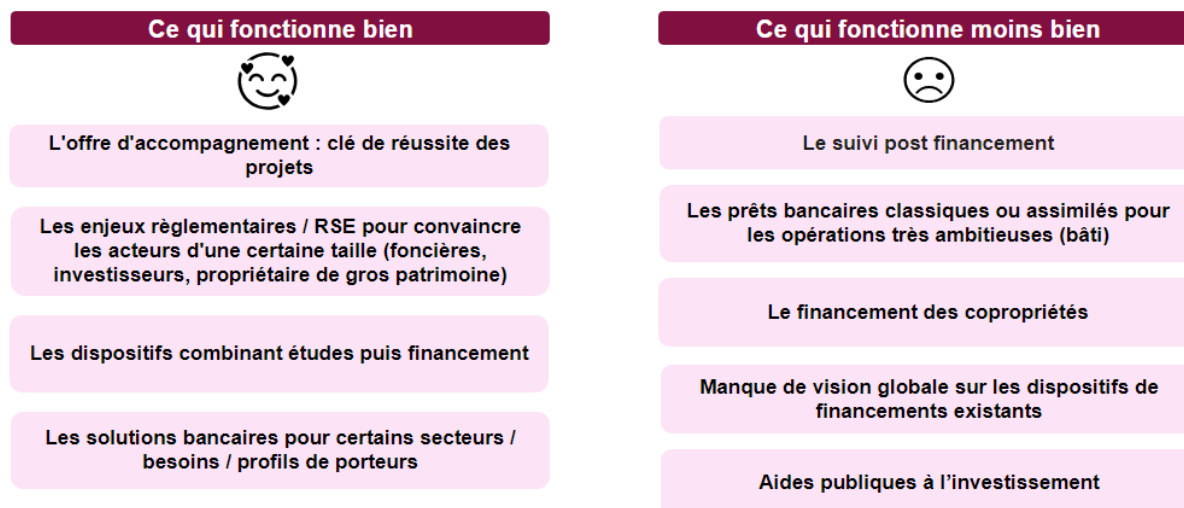 Ce qui fonctionne bien
L'offre d'accompagnement : clé de réussite des
projets
Les enjeux règlementaires / RSE pour convaincre
les acteurs d'une certaine taille (foncières,
investisseurs, propriétaire de gros patrimoine)
Les dispositifs combinant études puis financement
Les solutions bancaires pour certains secteurs /
besoins / profils de porteurs
Ce qui fonctionne moins bien
Le suivi post financement
Les prêts bancaires classiques ou assimilés pour
les opérations très ambitieuses (bâti)
Le financement des copropriétés
Manque de vision globale sur les dispositifs de
financements existants
Aides publiques à l’investissement